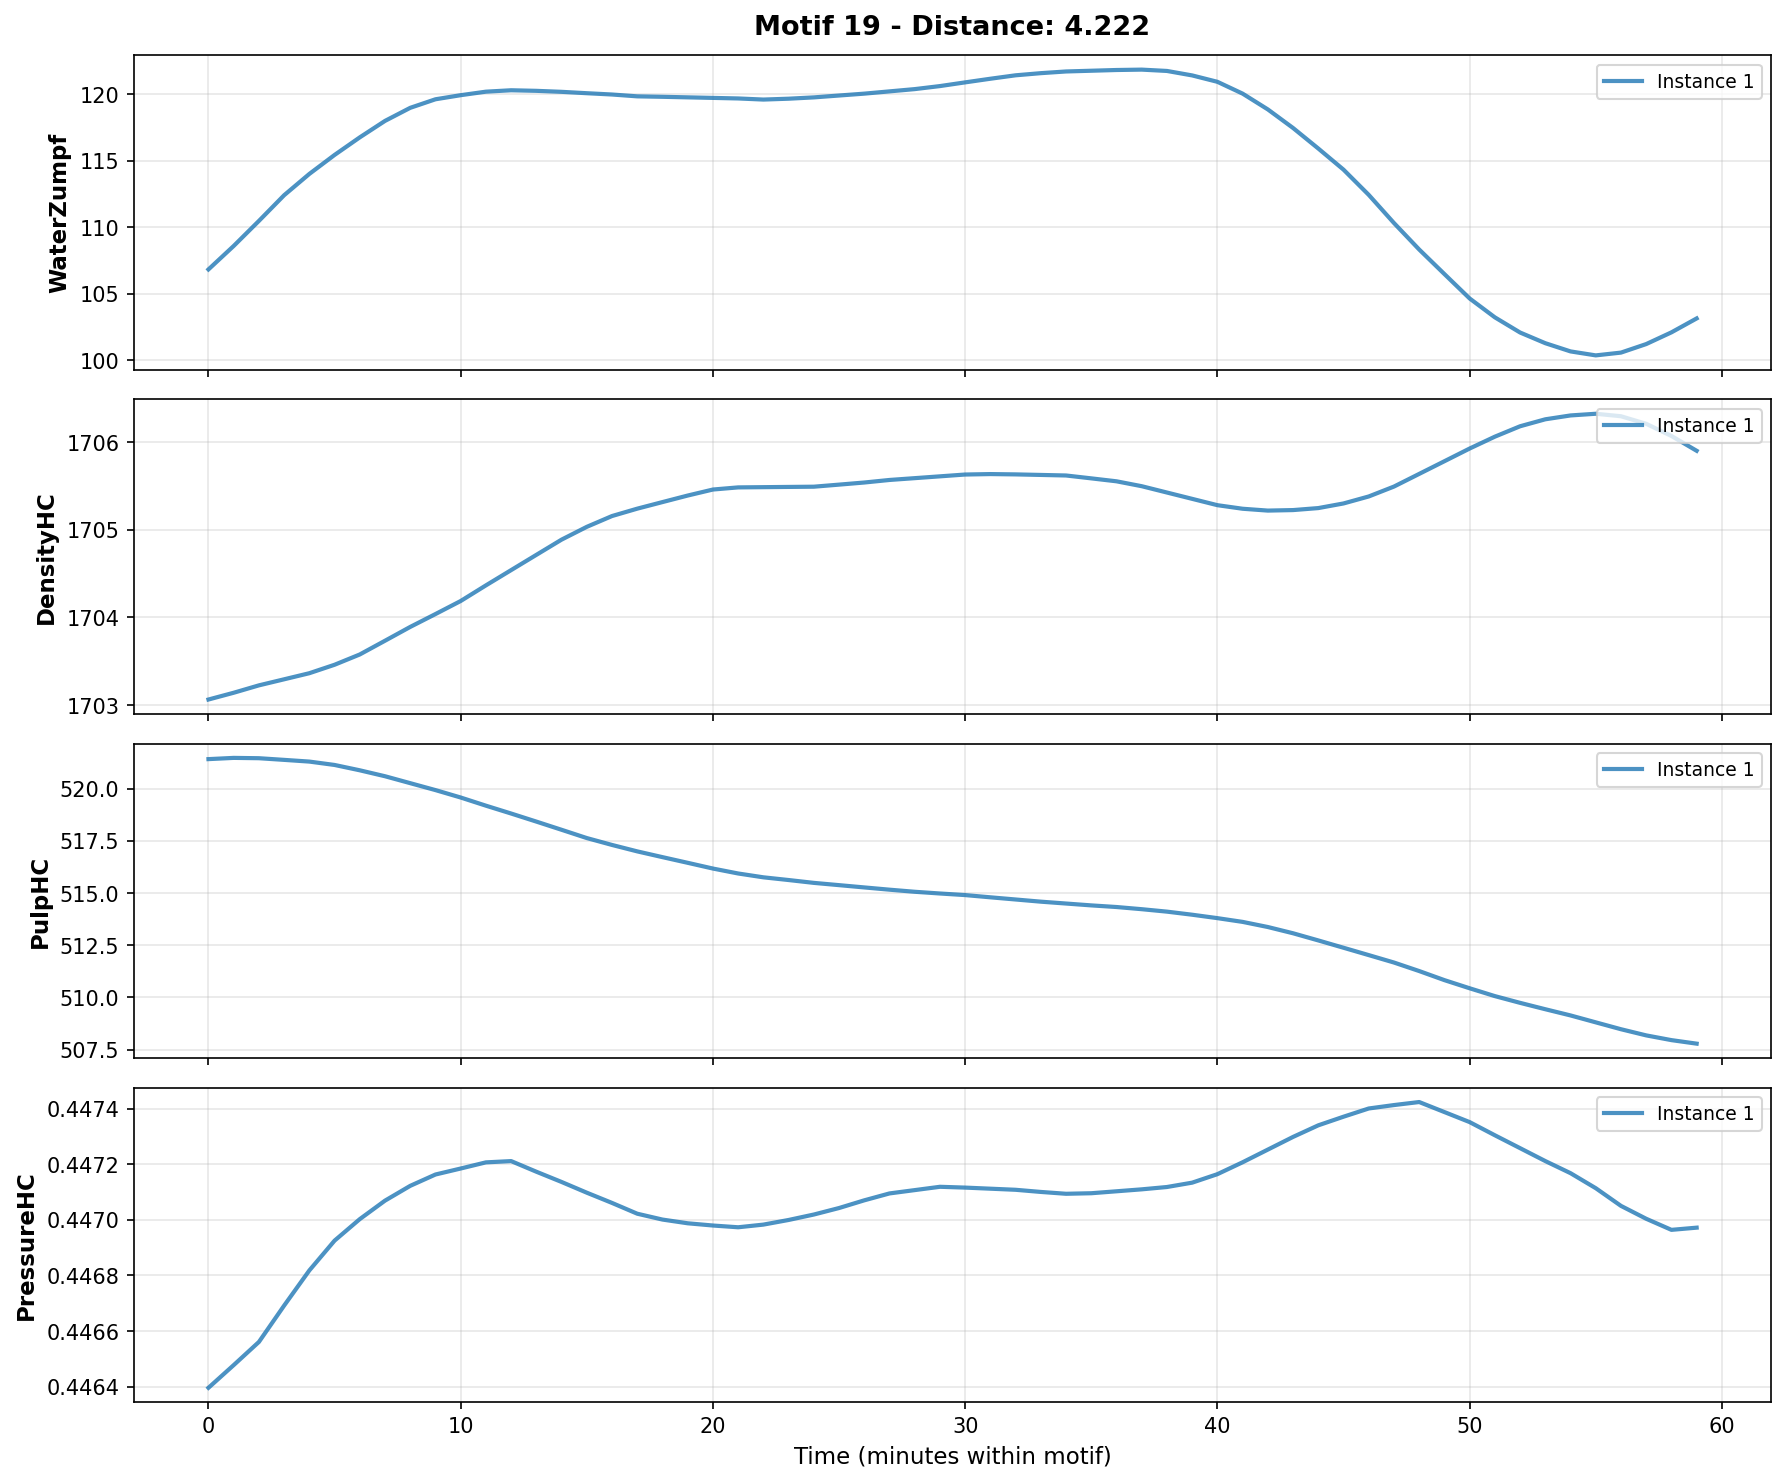 Motif 19 - Distance: 4.222
WaterZumpf
120
115
110
105
100
Instance 1
DensityHC
1706
1705
1704
1703
Instance 1
PulpHC
520.0
517.5
515.0
512.5
510.0
507.5
Instance 1
PressureHC
0.4474
0.4472
0.4470
0.4468
0.4466
0.4464
Instance 1
0 10 20 30 40 50 60
Time (minutes within motif)